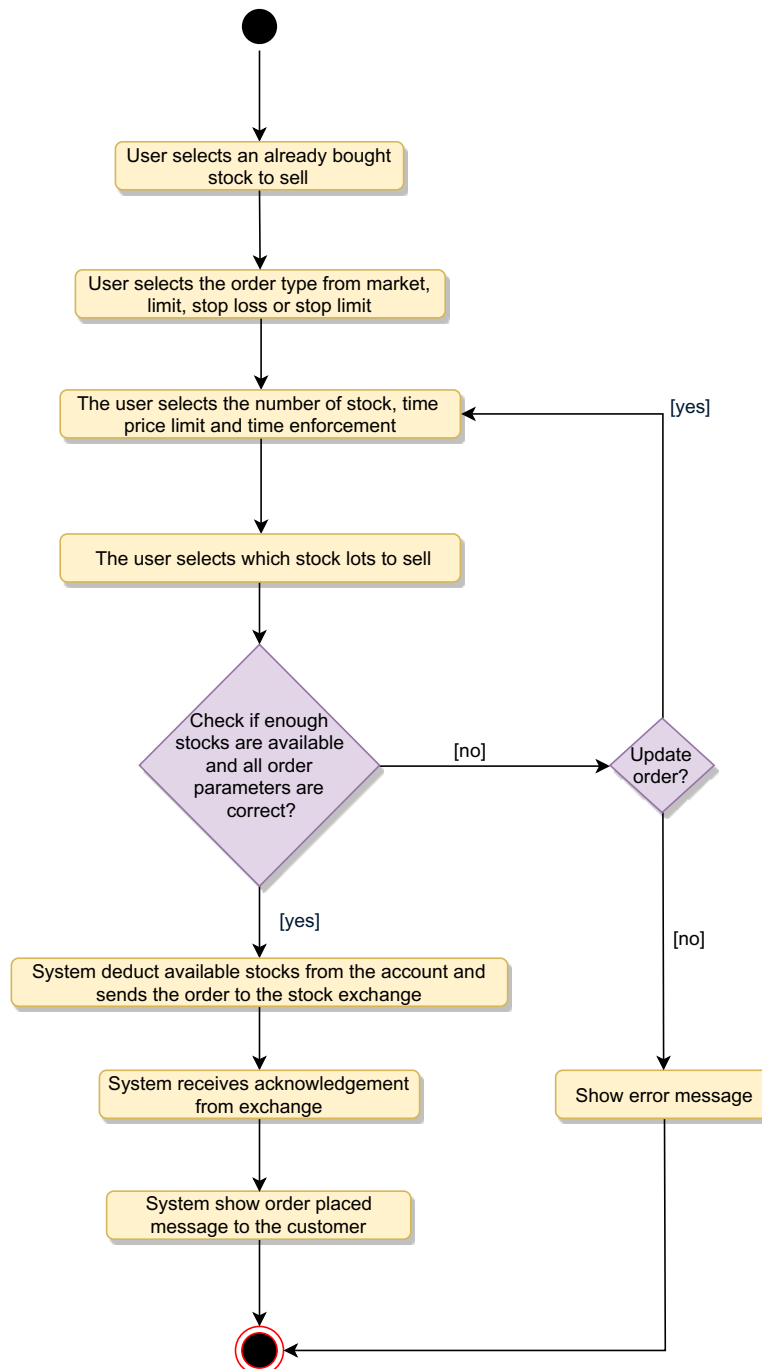 User selects an already bought
stock to sell
User selects the order type from market,
limit, stop loss or stop limit
The user selects the number of stock, time
price limit and time enforcement
[yes]
The user selects which stock lots to sell
Check if enough
stocks are available
and all order
parameters are
correct?
[no]
Update
order?
[yes]
[no]
System deduct available stocks from the account and
sends the order to the stock exchange
System receives acknowledgement
from exchange
Show error message
System show order placed
message to the customer